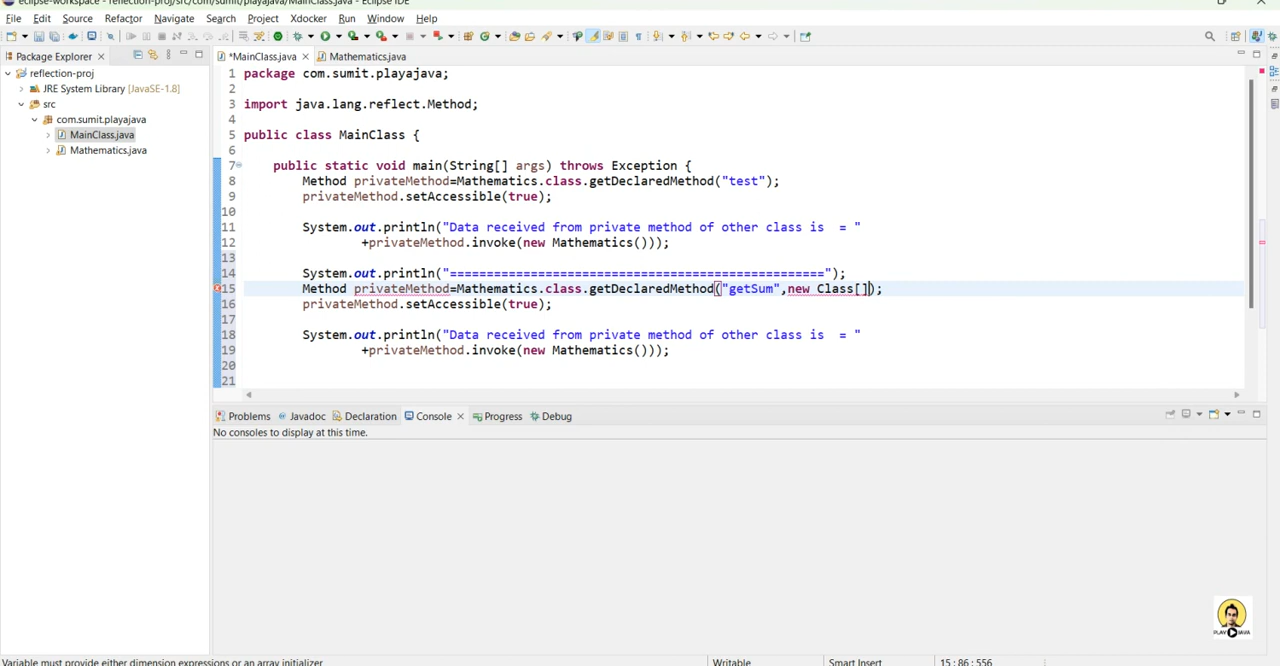 eclipse-workspace - reflection-proj/src/com/sumit/playajava/MainClass.java - Eclipse IDE
File Edit Source Refactor Navigate Search Project Xdocker Run Window Help
Package Explorer
*MainClass.java
Mathematics.java
reflection-proj
JRE System Library [JavaSE-1.8]
src
com.sumit.playajava
MainClass.java
Mathematics.java
1 package com.sumit.playajava;
2
3 import java.lang.reflect.Method;
4
5 public class MainClass {
6
7 public static void main(String[] args) throws Exception {
8 Method privateMethod=Mathematics.class.getDeclaredMethod("test");
9 privateMethod.setAccessible(true);
10
11 System.out.println("Data received from private method of other class is = "
12 +privateMethod.invoke(new Mathematics()));
13
14 System.out.println("===================================================");
15 Method privateMethod=Mathematics.class.getDeclaredMethod("getSum",new Class[]);
16 privateMethod.setAccessible(true);
17
18 System.out.println("Data received from private method of other class is = "
19 +privateMethod.invoke(new Mathematics()));
20
21
Problems Javadoc Declaration Console Progress Debug
No consoles to display at this time.
PLAY JAVA
Variable must provide either dimension expressions or an array initializer
Writable
Smart Insert
15 : 86 : 556